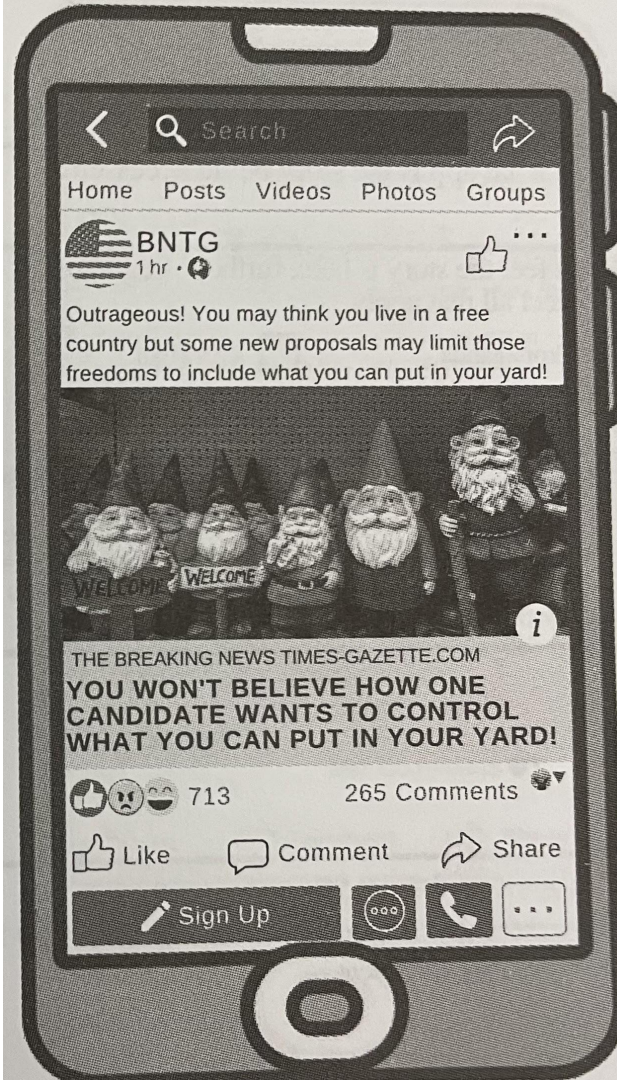 Search
Home Posts Videos Photos Groups
BNTG
1 hr ·
Outrageous! You may think you live in a free
country but some new proposals may limit those
freedoms to include what you can put in your yard!
WELCOME WELCOME
i
THE BREAKING NEWS TIMES-GAZETTE.COM
YOU WON'T BELIEVE HOW ONE
CANDIDATE WANTS TO CONTROL
WHAT YOU CAN PUT IN YOUR YARD!
713 265 Comments
Like Comment Share
Sign Up